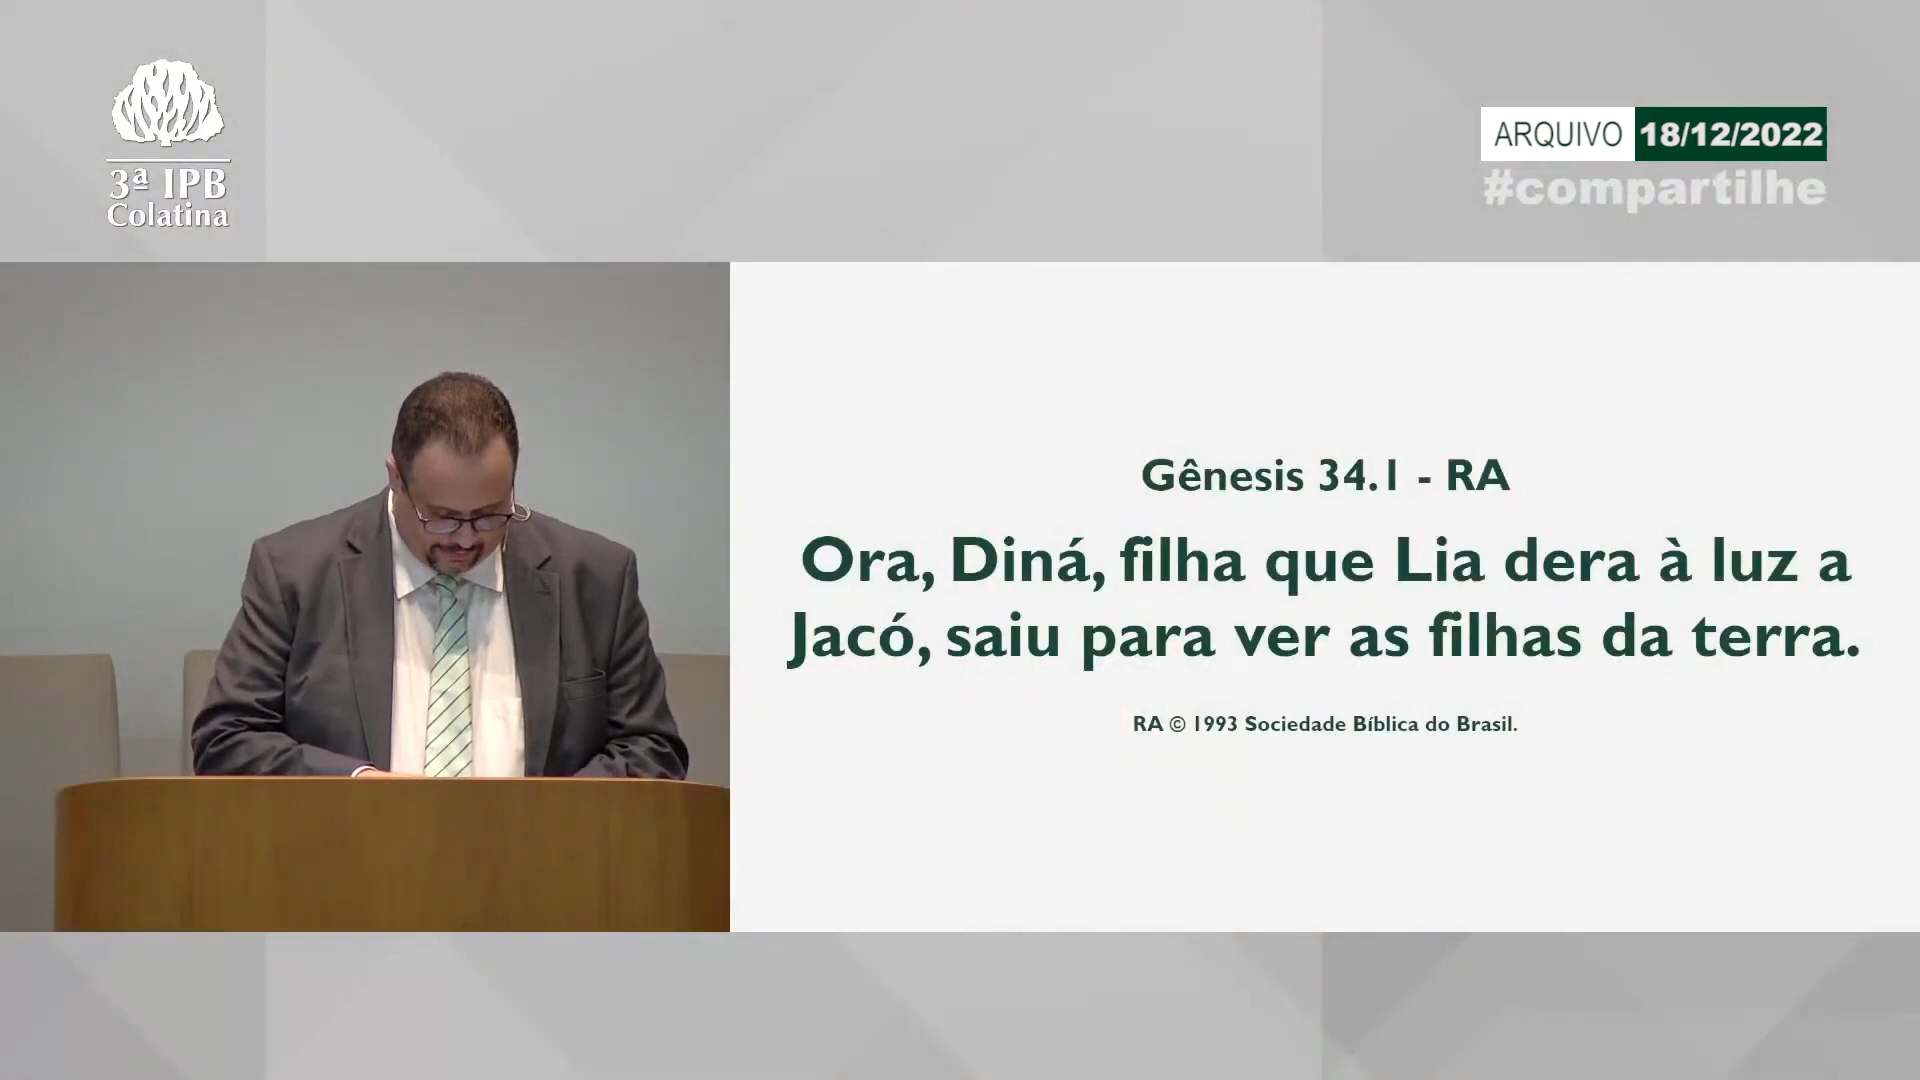 3ª IPB
Colatina
ARQUIVO 18/12/2022
#compartilhe
Gênesis 34.1 - RA
Ora, Diná, filha que Lia dera à luz a
Jacó, saiu para ver as filhas da terra.
RA © 1993 Sociedade Bíblica do Brasil.